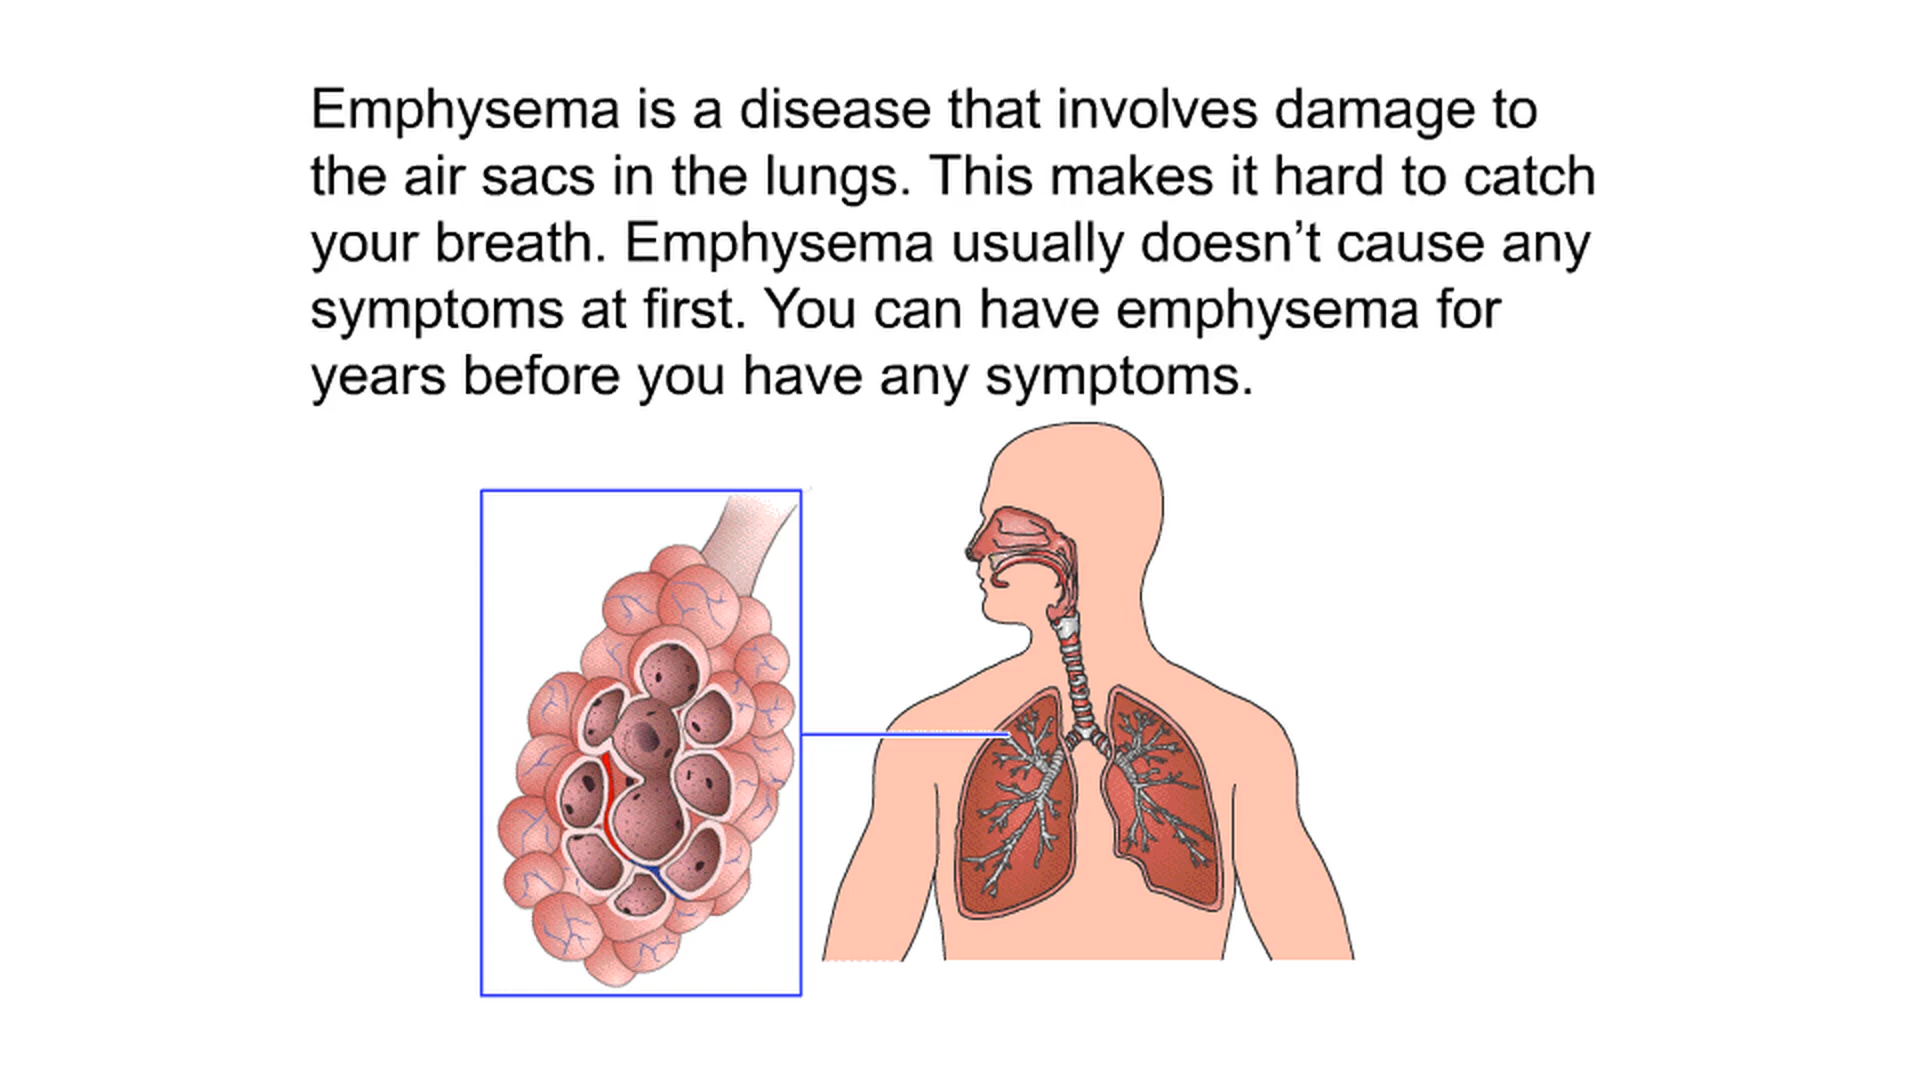 Emphysema is a disease that involves damage to
the air sacs in the lungs. This makes it hard to catch
your breath. Emphysema usually doesn’t cause any
symptoms at first. You can have emphysema for
years before you have any symptoms.